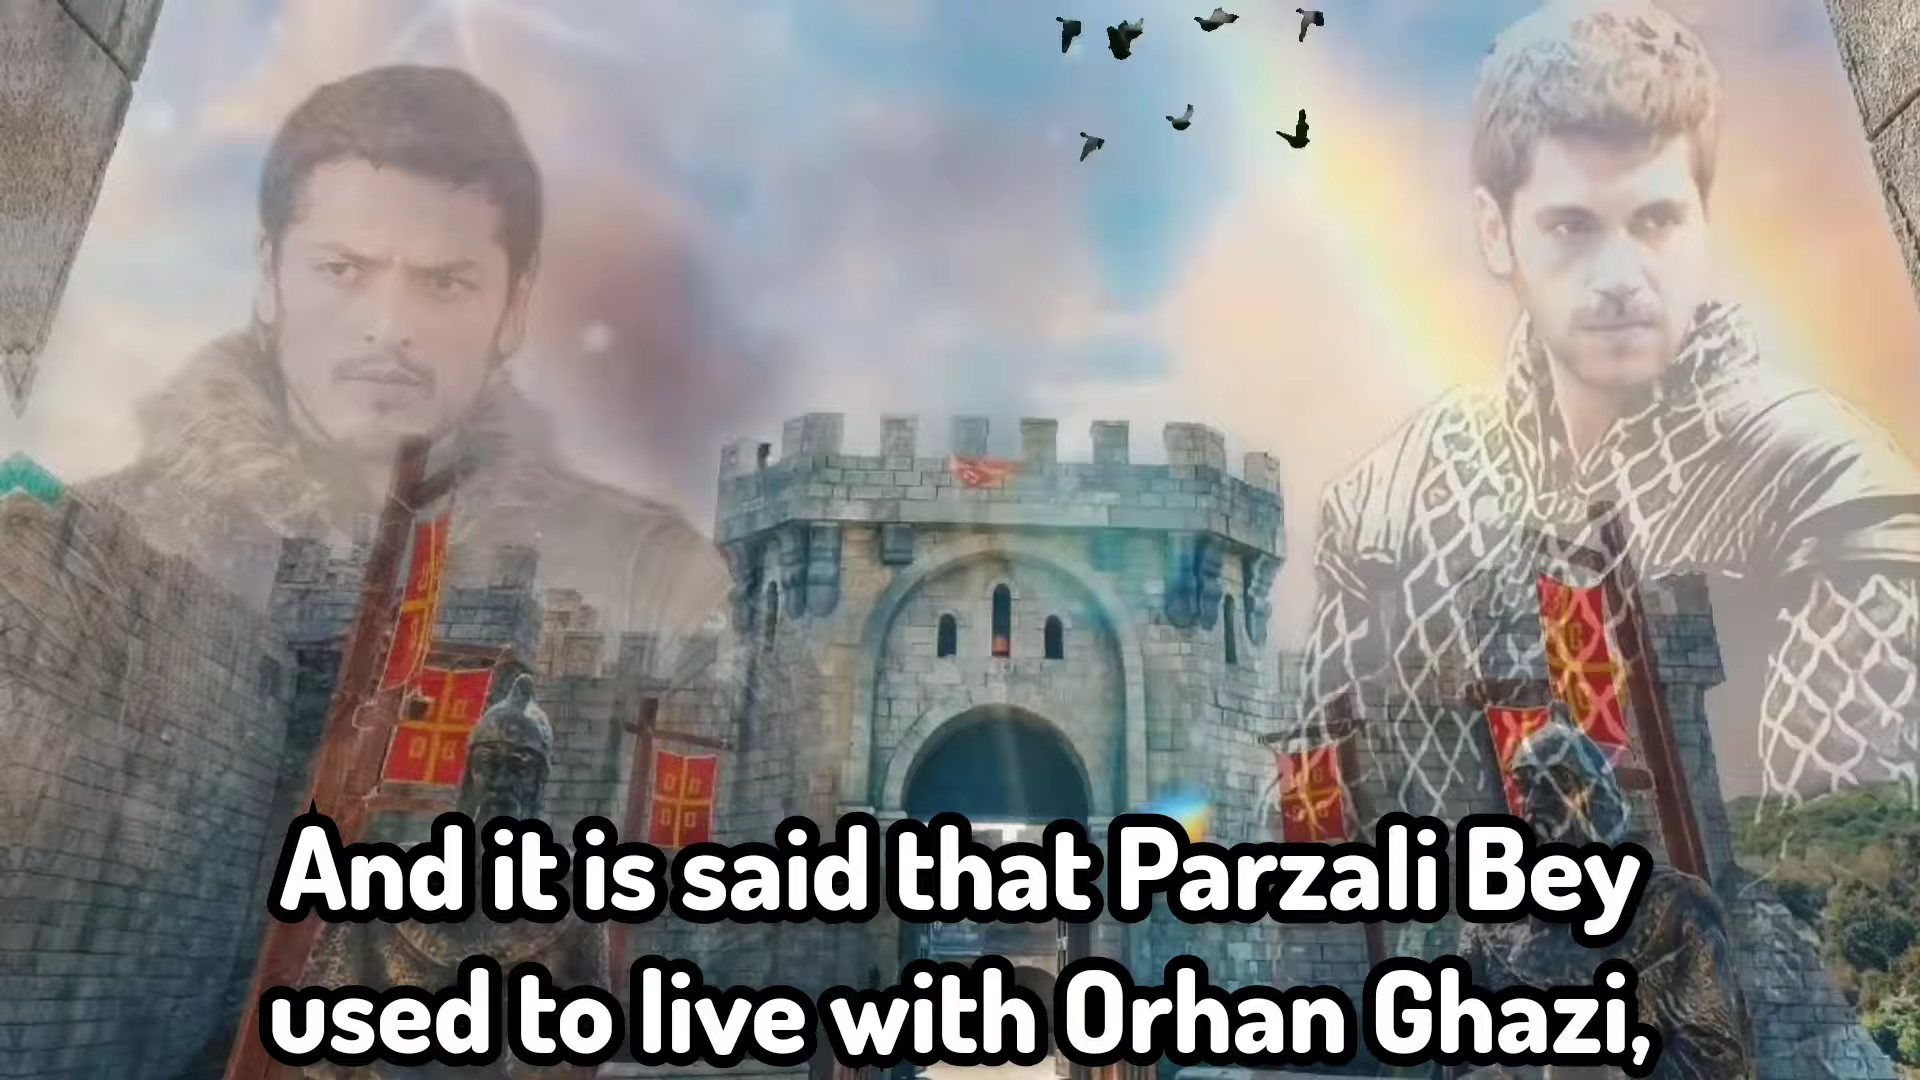 And it is said that Parzali Bey
used to live with Orhan Ghazi,